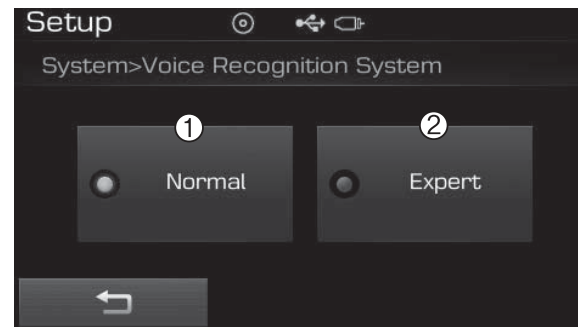 Setup
System>Voice Recognition System
① ②
Normal Expert